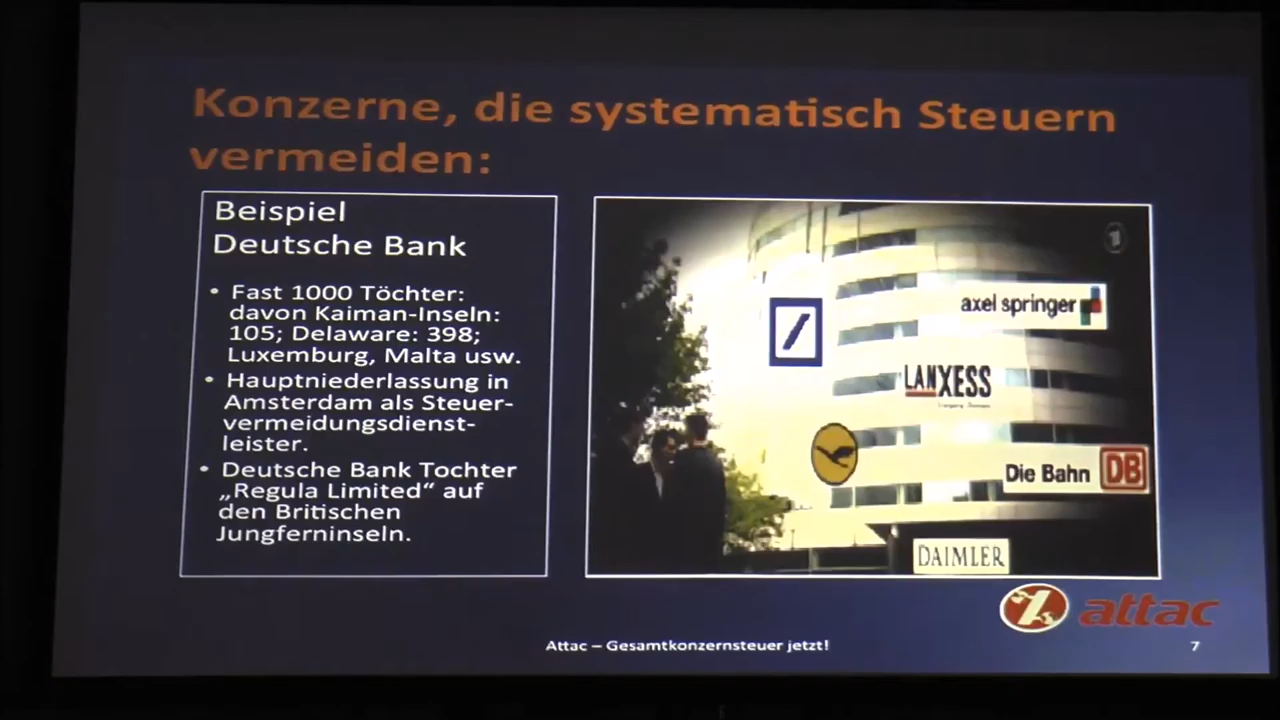 Konzerne, die systematisch Steuern
vermeiden:
Beispiel
Deutsche Bank
• Fast 1000 Töchter:
davon Kaiman-Inseln:
105; Delaware: 398;
Luxemburg, Malta usw.
• Hauptniederlassung in
Amsterdam als Steuer-
vermeidungsdienst-
leister.
• Deutsche Bank Tochter
„Regula Limited“ auf
den Britischen
Jungferninseln.
axel springer
LANXESS
Die Bahn DB
DAIMLER
attac
Attac – Gesamtkonzernsteuer jetzt!
7